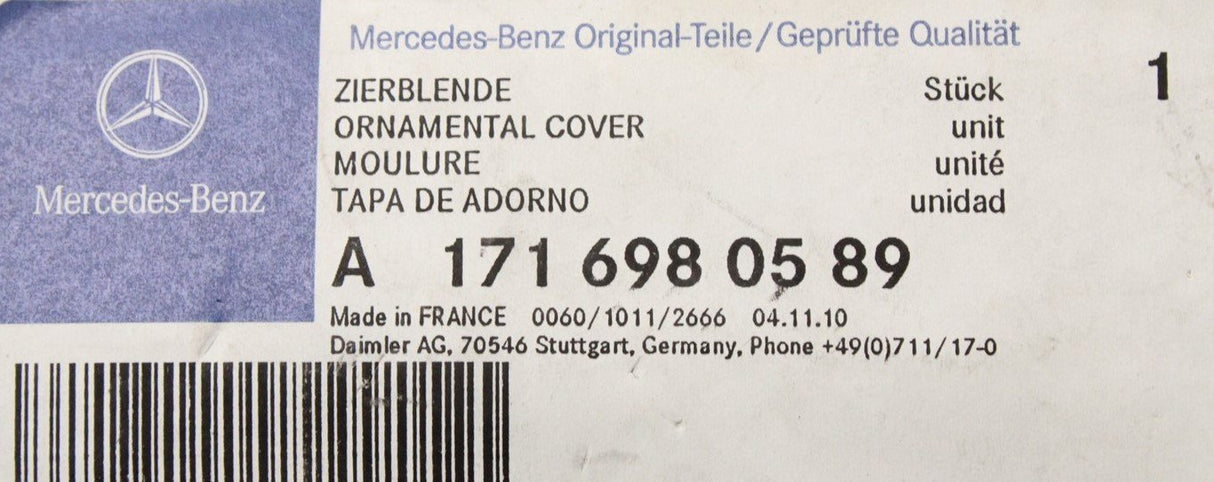 Mercedes-Benz
Mercedes-Benz Original-Teile/Geprüfte Qualität
ZIERBLENDE Stück 1
ORNAMENTAL COVER unit
MOULURE unité
TAPA DE ADORNO unidad
A 171 698 05 89
Made in FRANCE 0060/1011/2666 04.11.10
Daimler AG, 70546 Stuttgart, Germany, Phone +49(0)711/17-0